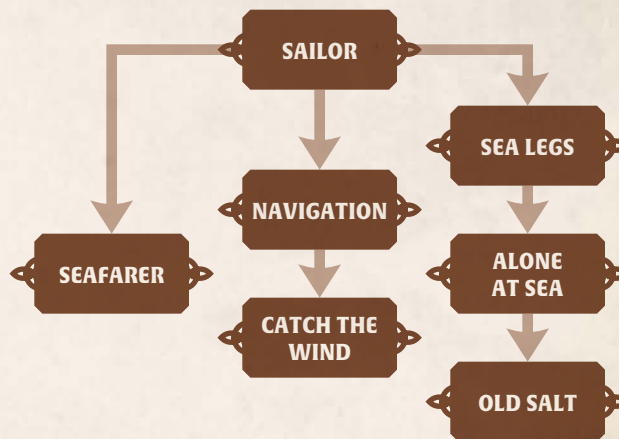 SAILOR
SEA LEGS
NAVIGATION
SEAFARER
ALONE
AT SEA
CATCH THE
WIND
OLD SALT